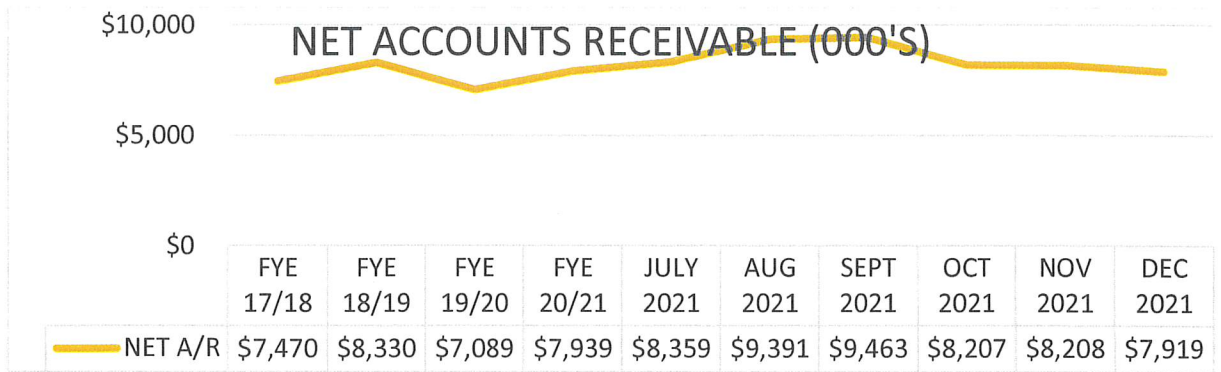 NET ACCOUNTS RECEIVABLE (000'S)
$10,000
$5,000
$0
FYE 17/18 FYE 18/19 FYE 19/20 FYE 20/21 JULY 2021 AUG 2021 SEPT 2021 OCT 2021 NOV 2021 DEC 2021
NET A/R $7,470 $8,330 $7,089 $7,939 $8,359 $9,391 $9,463 $8,207 $8,208 $7,919